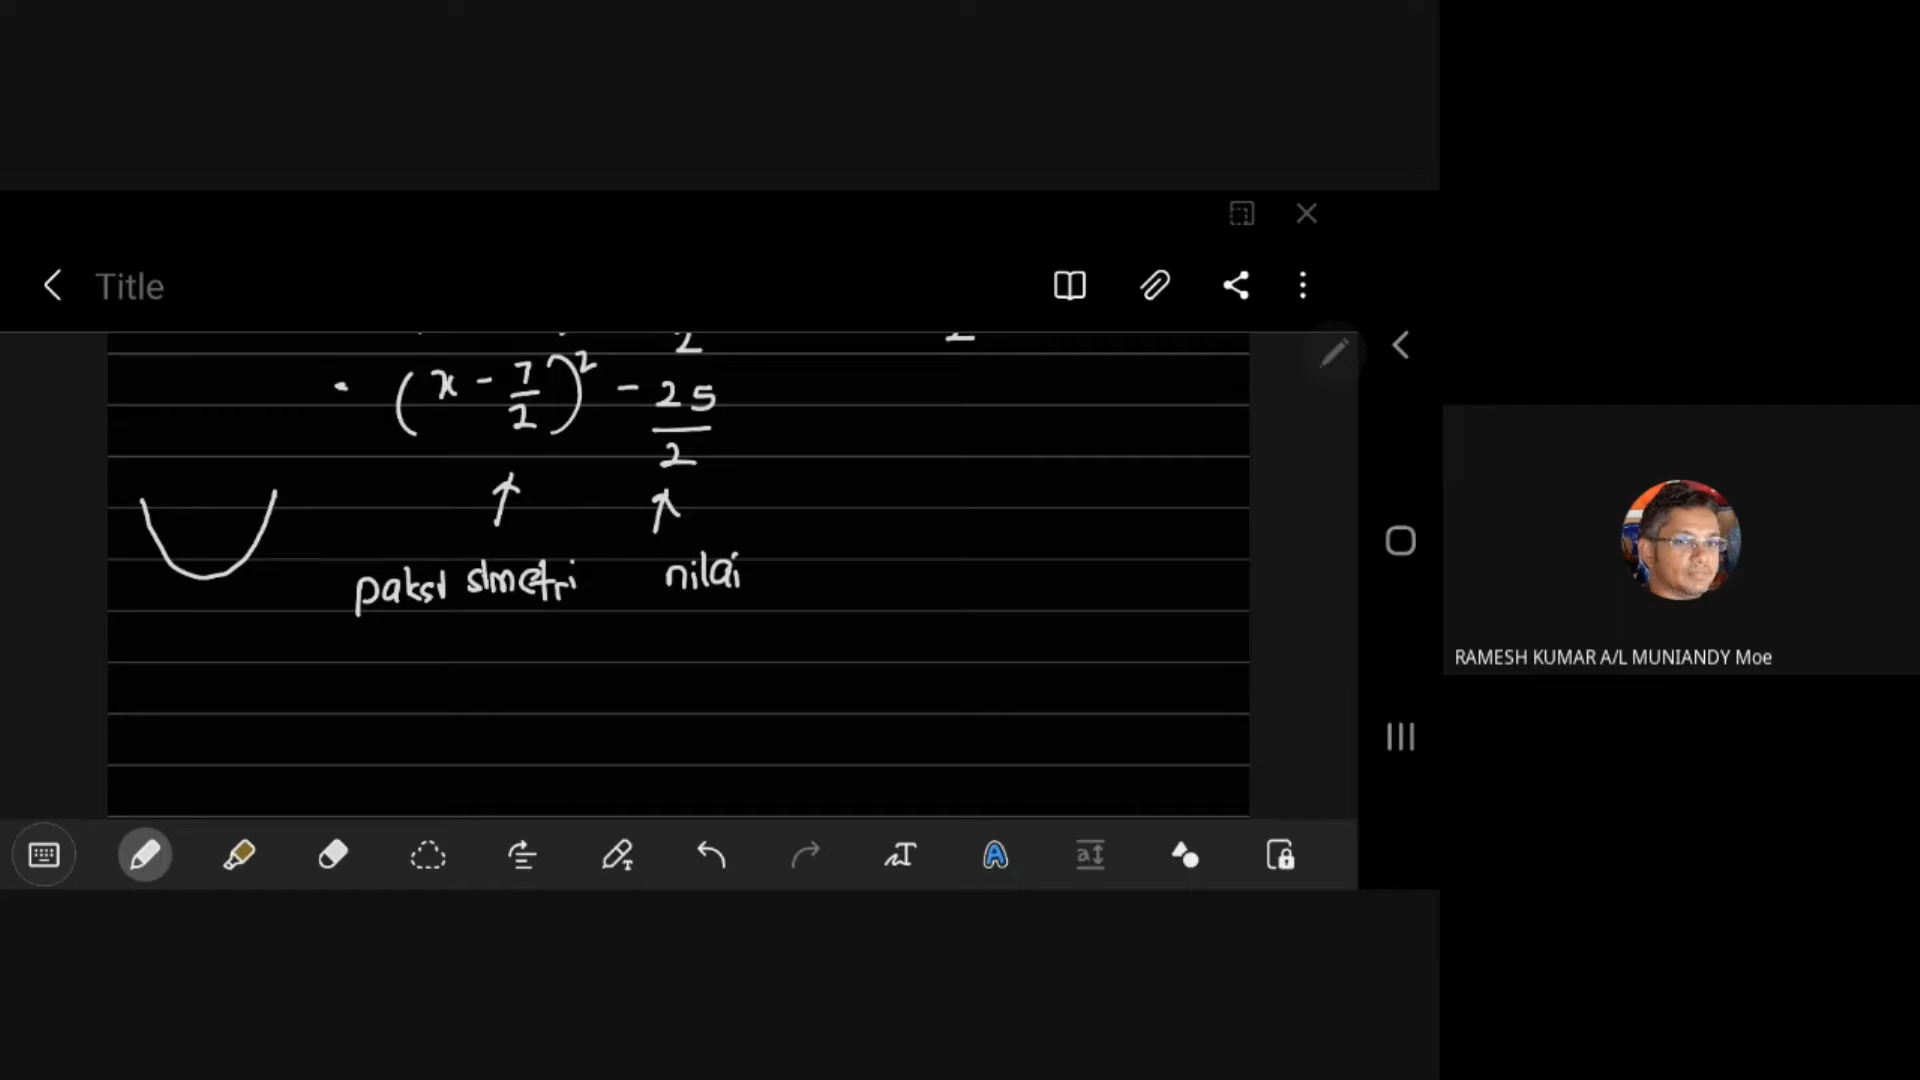 Title
(x - 7/2)² - 25/2
paksi simetri nilai
RAMESH KUMAR A/L MUNIANDY Moe